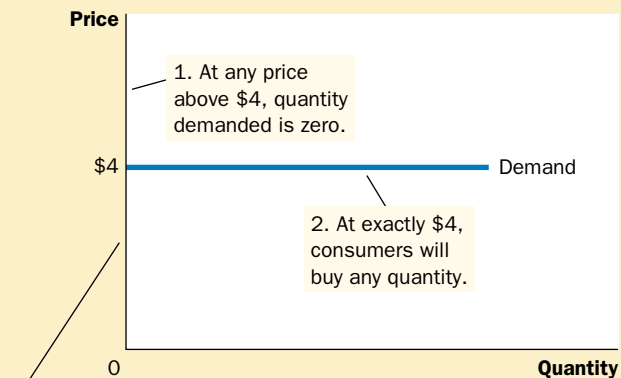 Price
1. At any price
above $4, quantity
demanded is zero.
$4
Demand
2. At exactly $4,
consumers will
buy any quantity.
0
Quantity